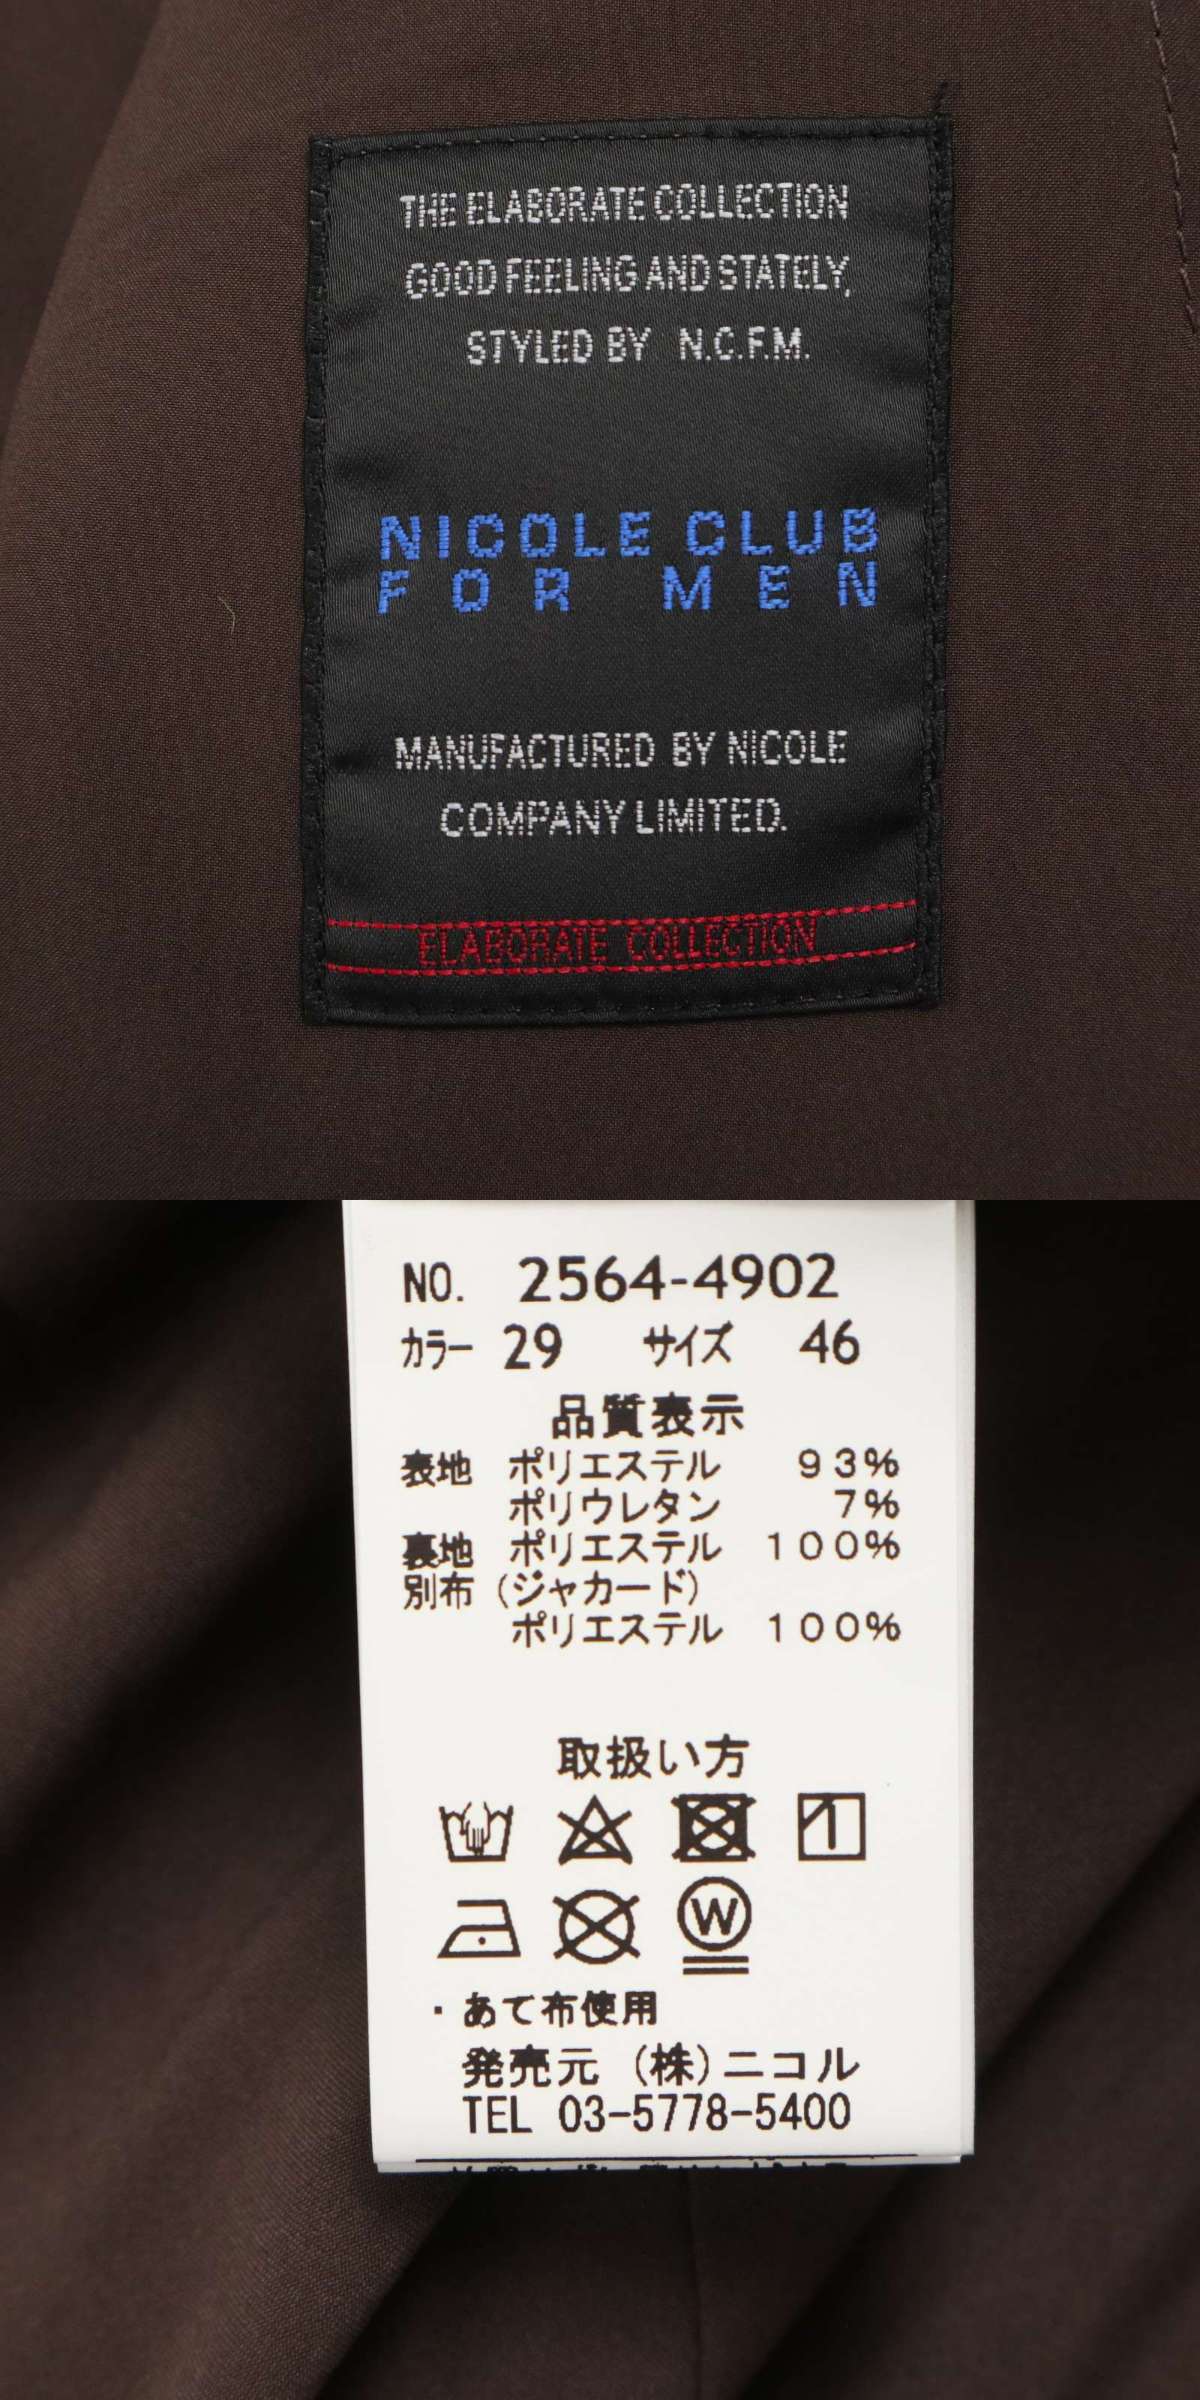 THE ELABORATE COLLECTION
GOOD FEELING AND STATELY,
STYLED BY N.C.F.M.
NICOLE CLUB
FOR MEN
MANUFACTURED BY NICOLE
COMPANY LIMITED.
ELABORATE COLLECTION
NO. 2564-4902
カラー 29 サイズ 46
品質表示
表地 ポリエステル 93%
ポリウレタン 7%
裏地 ポリエステル 100%
別布 (ジャカード)
ポリエステル 100%
取扱い方
W
・あて布使用
発売元 (株)ニコル
TEL 03-5778-5400